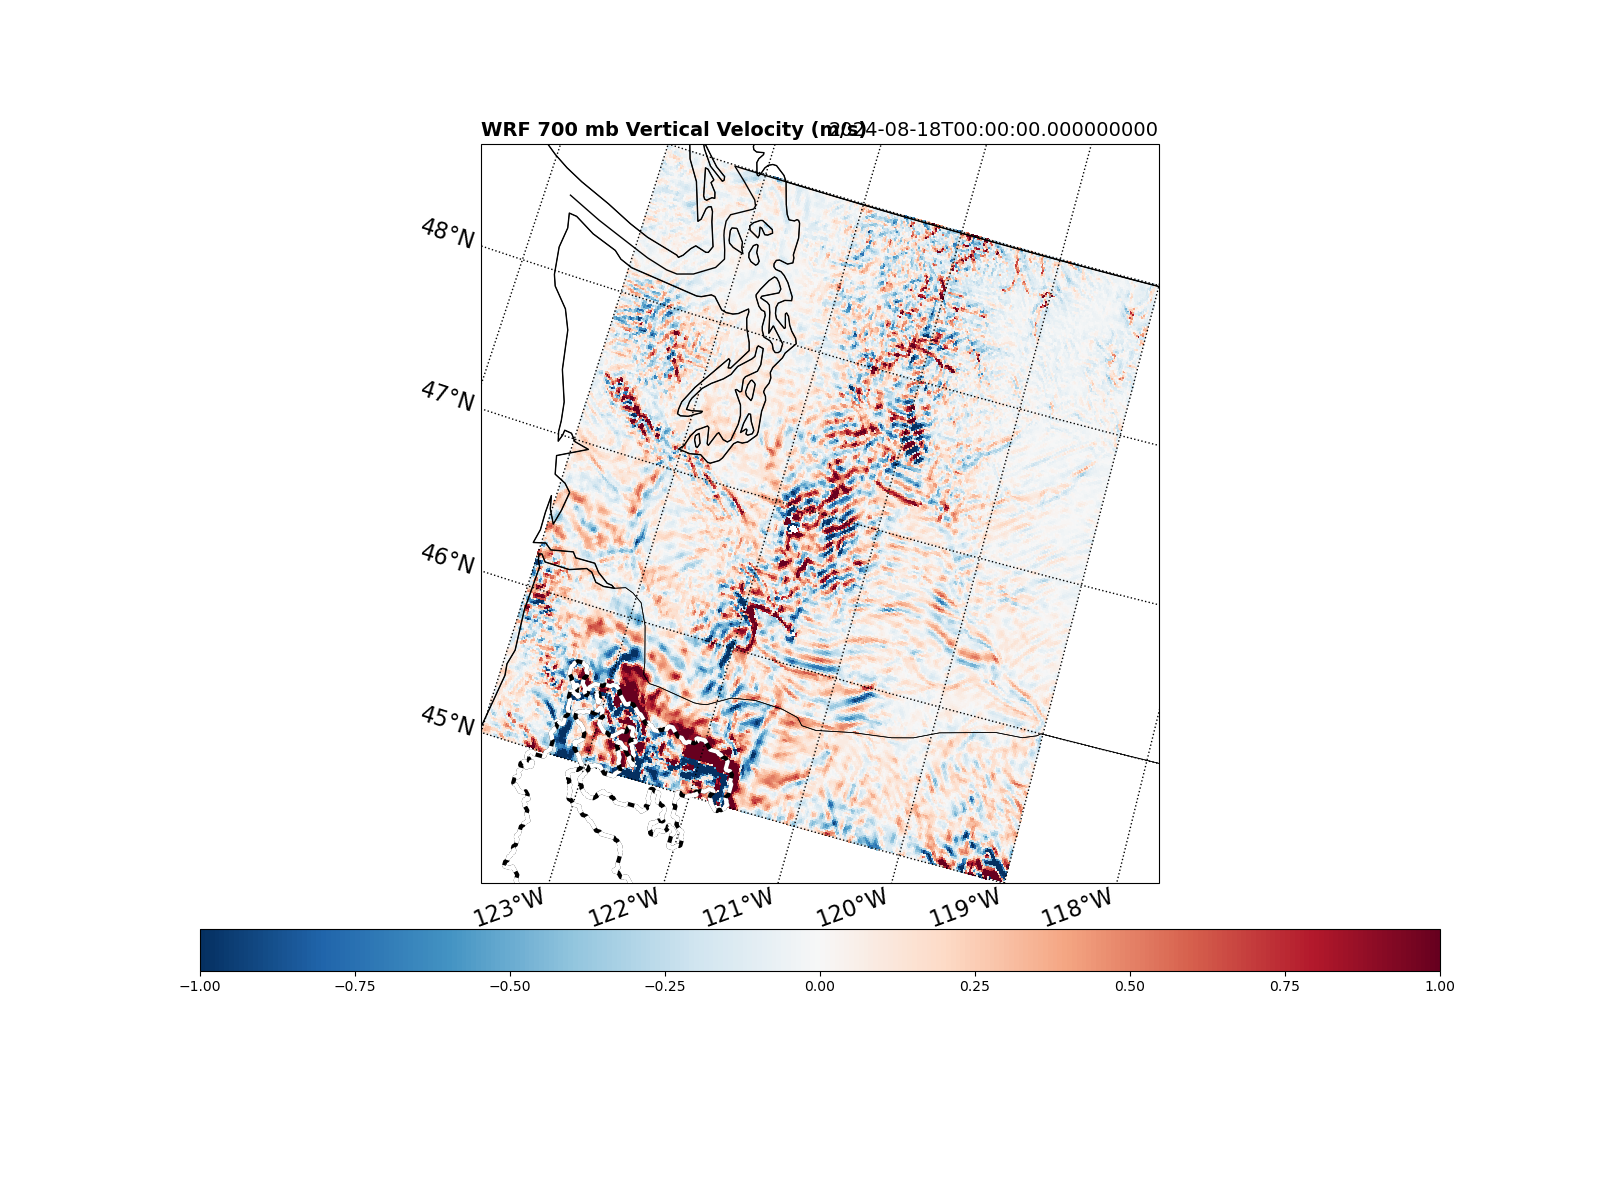 WRF 700 mb Vertical Velocity (m/s)
2024-08-18T00:00:00.000000000
48°N
47°N
46°N
45°N
123°W 122°W 121°W 120°W 119°W 118°W
−1.00 −0.75 −0.50 −0.25 0.00 0.25 0.50 0.75 1.00